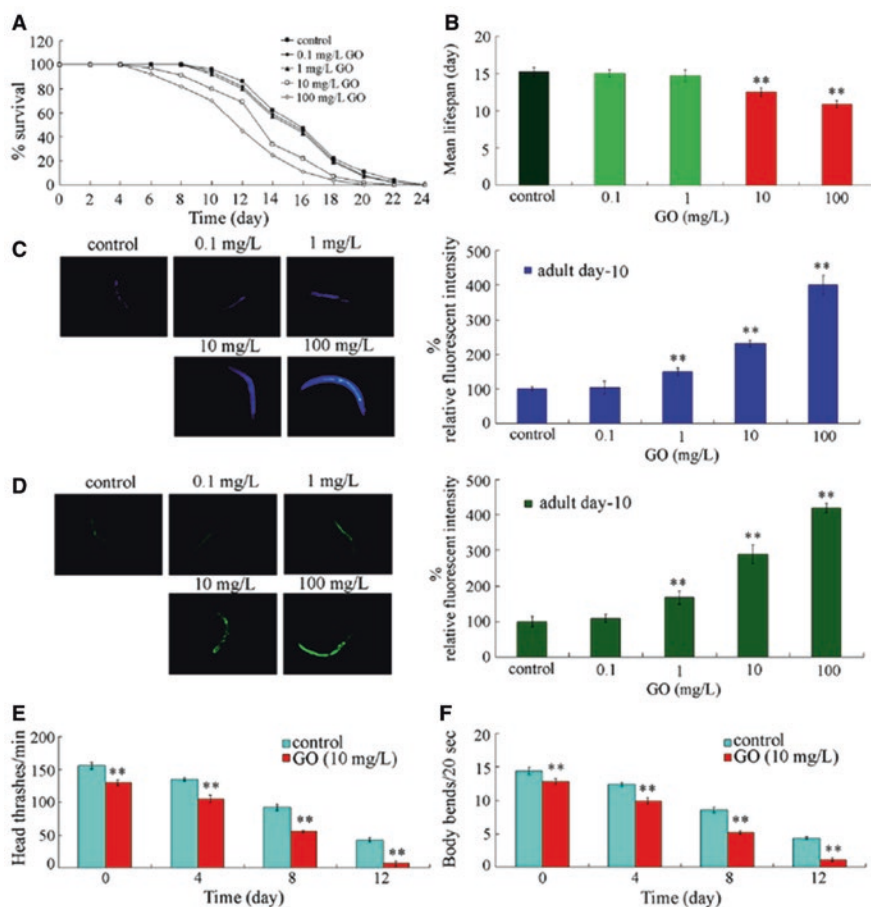 A
% survival
120
100
80
60
40
20
0
0 2 4 6 8 10 12 14 16 18 20 22 24
Time (day)
control
0.1 mg/L GO
1 mg/L GO
10 mg/L GO
100 mg/L GO
B
Mean lifespan (day)
20
15
10
5
0
** **
control 0.1 1 10 100
GO (mg/L)
C
control 0.1 mg/L 1 mg/L
10 mg/L 100 mg/L
%
relative fluorescent intensity
500
400
300
200
100
0
adult day-10
** ** **
control 0.1 1 10 100
GO (mg/L)
D
control 0.1 mg/L 1 mg/L
10 mg/L 100 mg/L
%
relative fluorescent intensity
500
400
300
200
100
0
adult day-10
** ** **
control 0.1 1 10 100
GO (mg/L)
E
Head thrashes/min
200
150
100
50
0
control
GO (10 mg/L)
** ** ** **
0 4 8 12
Time (day)
F
Body bends/20 sec
20
15
10
5
0
control
GO (10 mg/L)
** ** ** **
0 4 8 12
Time (day)